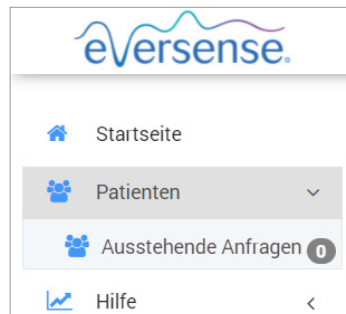 eversense.
Startseite
Patienten
Ausstehende Anfragen 0
Hilfe